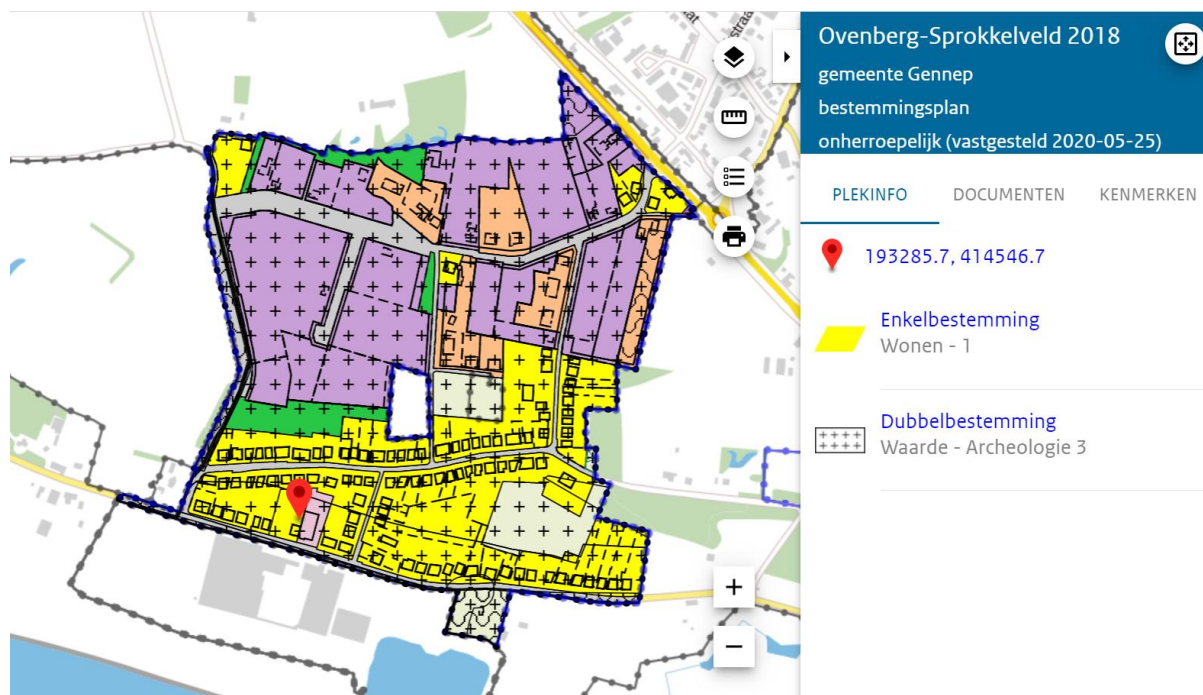 Ovenberg-Sprokkelveld 2018
gemeente Gennep
bestemmingsplan
onherroepelijk (vastgesteld 2020-05-25)
PLEKINFO DOCUMENTEN KENMERKEN
193285.7, 414546.7
Enkelbestemming
Wonen - 1
Dubbelbestemming
Waarde - Archeologie 3